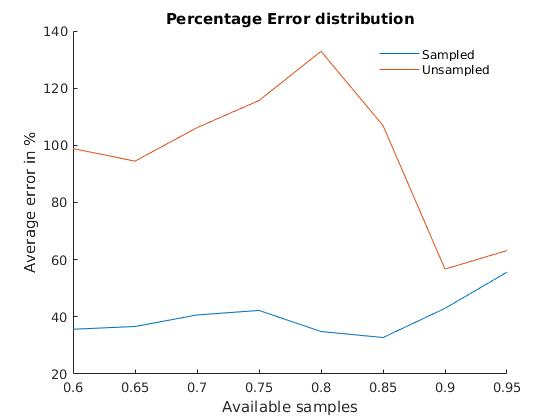 Percentage Error distribution
140
120
100
80
60
40
20
Average error in %
Sampled
Unsampled
0.6 0.65 0.7 0.75 0.8 0.85 0.9 0.95
Available samples